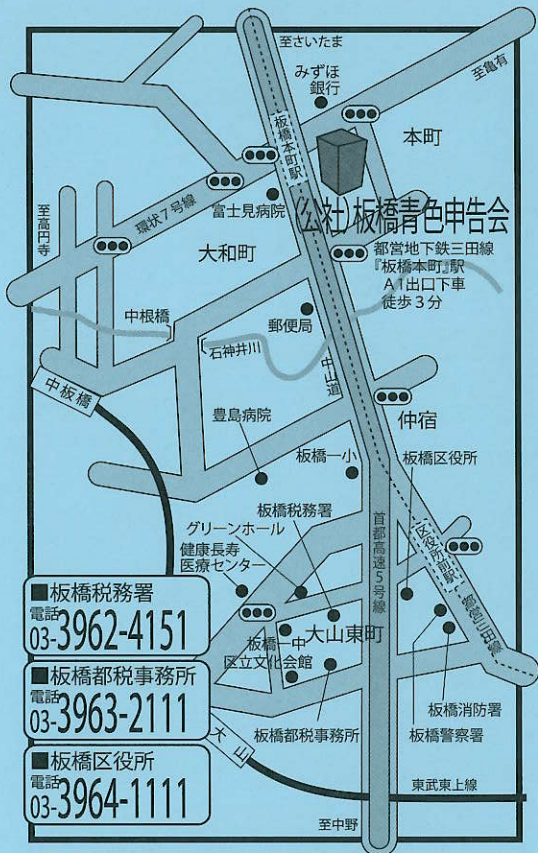 至さいたま
みずほ
銀行
至亀有
本町
板橋本町駅
富士見病院
(公社)板橋青色申告会
環状7号線
至高円寺
大和町
都営地下鉄三田線
『板橋本町』駅
A1出口下車
徒歩3分
中根橋
郵便局
石神井川
中山道
中板橋
仲宿
豊島病院
板橋一小
板橋区役所
板橋税務署
グリーンホール
健康長寿
医療センター
首都高速5号線
区役所前駅
都営三田線
大山東町
板橋一中
区立文化会館
板橋都税事務所
板橋消防署
板橋警察署
大山
東武東上線
至中野
■板橋税務署
電話
03-3962-4151
■板橋都税事務所
電話
03-3963-2111
■板橋区役所
電話
03-3964-1111